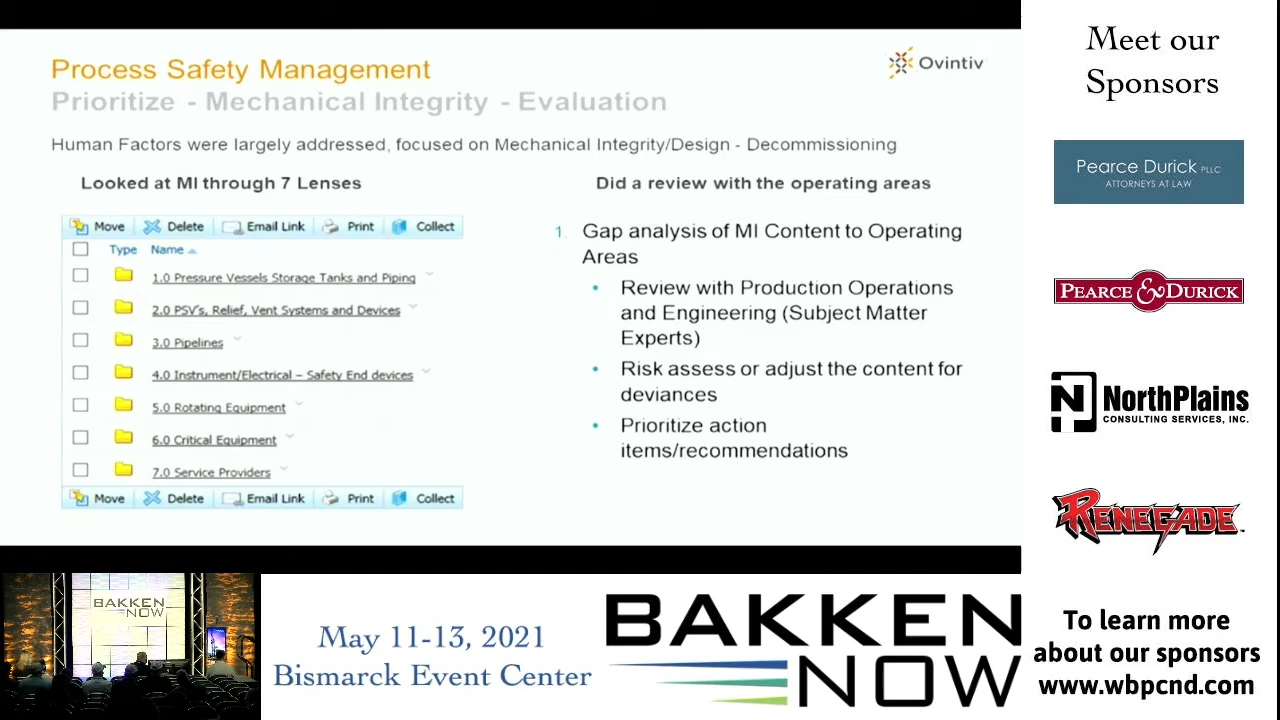 Process Safety Management
Prioritize - Mechanical Integrity - Evaluation
Ovintiv
Human Factors were largely addressed, focused on Mechanical Integrity/Design - Decommissioning
Looked at MI through 7 Lenses
Move Delete Email Link Print Collect
Type Name
1.0 Pressure Vessels Storage Tanks and Piping
2.0 PSV's, Relief, Vent Systems and Devices
3.0 Pipelines
4.0 Instrument/Electrical – Safety End devices
5.0 Rotating Equipment
6.0 Critical Equipment
7.0 Service Providers
Move Delete Email Link Print Collect
Did a review with the operating areas
1. Gap analysis of MI Content to Operating
Areas
• Review with Production Operations
and Engineering (Subject Matter
Experts)
• Risk assess or adjust the content for
deviances
• Prioritize action
items/recommendations
Meet our
Sponsors
Pearce Durick PLLC
ATTORNEYS AT LAW
PEARCE & DURICK
N NORTHPLAINS
CONSULTING SERVICES, INC.
RENEGADE
To learn more
about our sponsors
www.wbpcnd.com
BAKKEN
NOW
May 11-13, 2021
Bismarck Event Center
BAKKEN
NOW